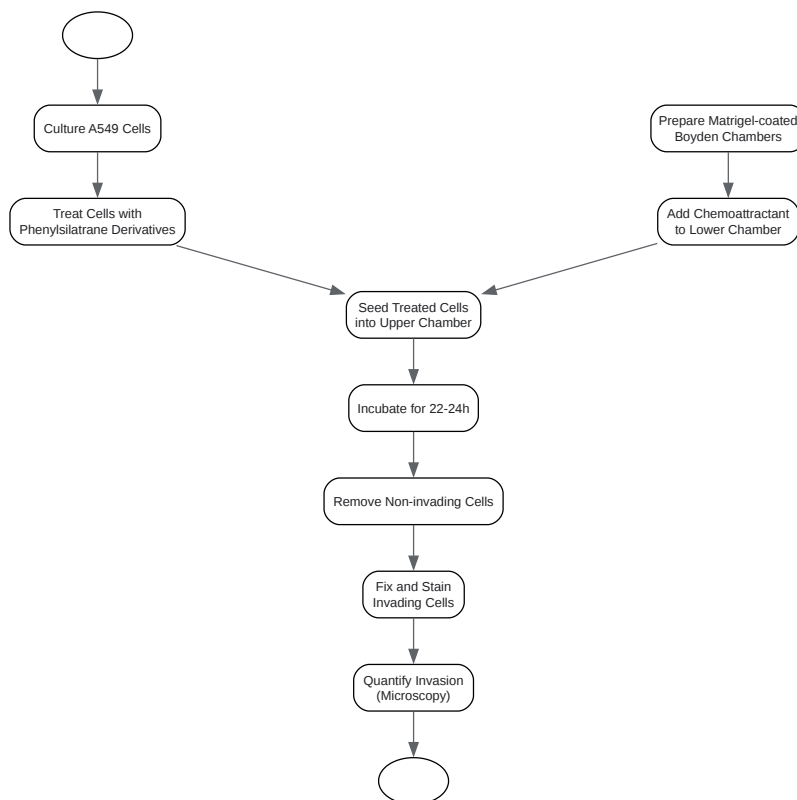 Culture A549 Cells
Prepare Matrigel-coated
Boyden Chambers
Treat Cells with
Phenylsilatrane Derivatives
Add Chemoattractant
to Lower Chamber
Seed Treated Cells
into Upper Chamber
Incubate for 22-24h
Remove Non-invading Cells
Fix and Stain
Invading Cells
Quantify Invasion
(Microscopy)